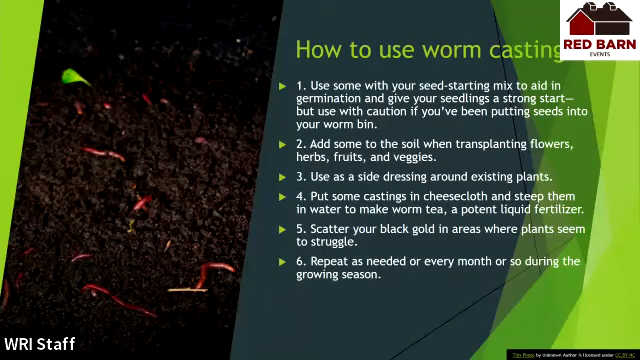 RED BARN
EVENTS
How to use worm casting
1. Use some with your seed-starting mix to aid in
germination and give your seedlings a strong start—
but use with caution if you've been putting seeds into
your worm bin.
2. Add some to the soil when transplanting flowers,
herbs, fruits, and veggies.
3. Use as a side dressing around existing plants.
4. Put some castings in cheesecloth and steep them
in water to make worm tea, a potent liquid fertilizer.
5. Scatter your black gold in areas where plants seem
to struggle.
6. Repeat as needed or every month or so during the
growing season.
WRI Staff
This Photo by Unknown Author is licensed under CC BY-NC